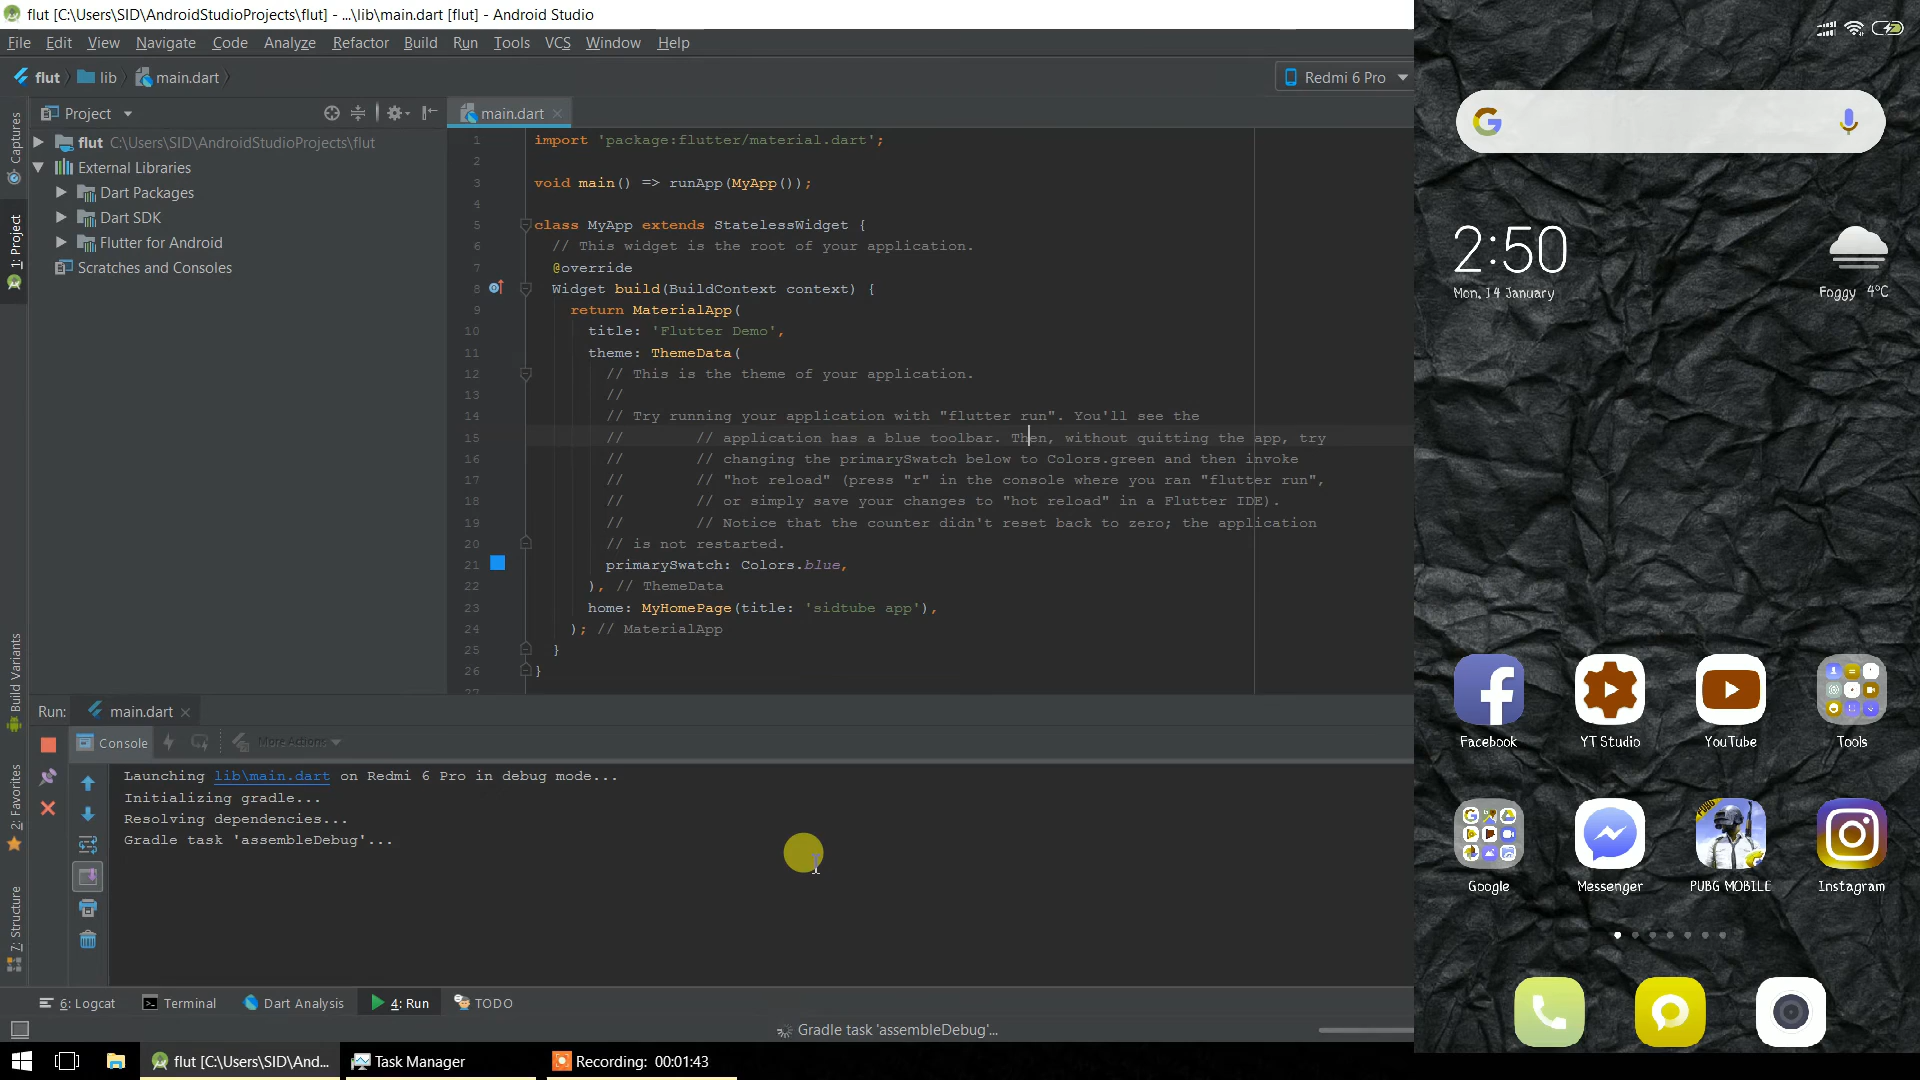 flut [C:\Users\SID\AndroidStudioProjects\flut] - ...\lib\main.dart [flut] - Android Studio
File Edit View Navigate Code Analyze Refactor Build Run Tools VCS Window Help
flut lib main.dart
Redmi 6 Pro
Project
main.dart
Captures
1: Project
Build Variants
2: Favorites
7: Structure
flut C:\Users\SID\AndroidStudioProjects\flut
External Libraries
Dart Packages
Dart SDK
Flutter for Android
Scratches and Consoles
1 import 'package:flutter/material.dart';
2
3 void main() => runApp(MyApp());
4
5 class MyApp extends StatelessWidget {
6 // This widget is the root of your application.
7 @override
8 Widget build(BuildContext context) {
9 return MaterialApp(
10 title: 'Flutter Demo',
11 theme: ThemeData(
12 // This is the theme of your application.
13 //
14 // Try running your application with "flutter run". You'll see the
15 // // application has a blue toolbar. Then, without quitting the app, try
16 // // changing the primarySwatch below to Colors.green and then invoke
17 // // "hot reload" (press "r" in the console where you ran "flutter run",
18 // // or simply save your changes to "hot reload" in a Flutter IDE).
19 // // Notice that the counter didn't reset back to zero; the application
20 // is not restarted.
21 primarySwatch: Colors.blue,
22 ), // ThemeData
23 home: MyHomePage(title: 'sidtube app'),
24 ); // MaterialApp
25 }
26 }
27
Run: main.dart
Console More Actions
Launching lib\main.dart on Redmi 6 Pro in debug mode...
Initializing gradle...
Resolving dependencies...
Gradle task 'assembleDebug'...
6: Logcat Terminal Dart Analysis 4: Run TODO
Gradle task 'assembleDebug'...
flut [C:\Users\SID\And... Task Manager Recording: 00:01:43
2:50
Mon, 14 January
Foggy 4°C
Facebook YT Studio YouTube Tools
Google Messenger PUBG MOBILE Instagram